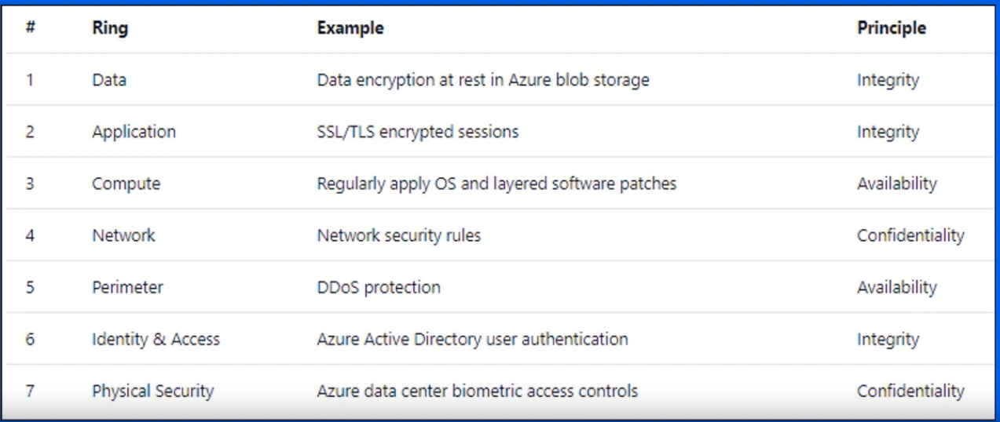 # Ring Example Principle
1 Data Data encryption at rest in Azure blob storage Integrity
2 Application SSL/TLS encrypted sessions Integrity
3 Compute Regularly apply OS and layered software patches Availability
4 Network Network security rules Confidentiality
5 Perimeter DDoS protection Availability
6 Identity & Access Azure Active Directory user authentication Integrity
7 Physical Security Azure data center biometric access controls Confidentiality